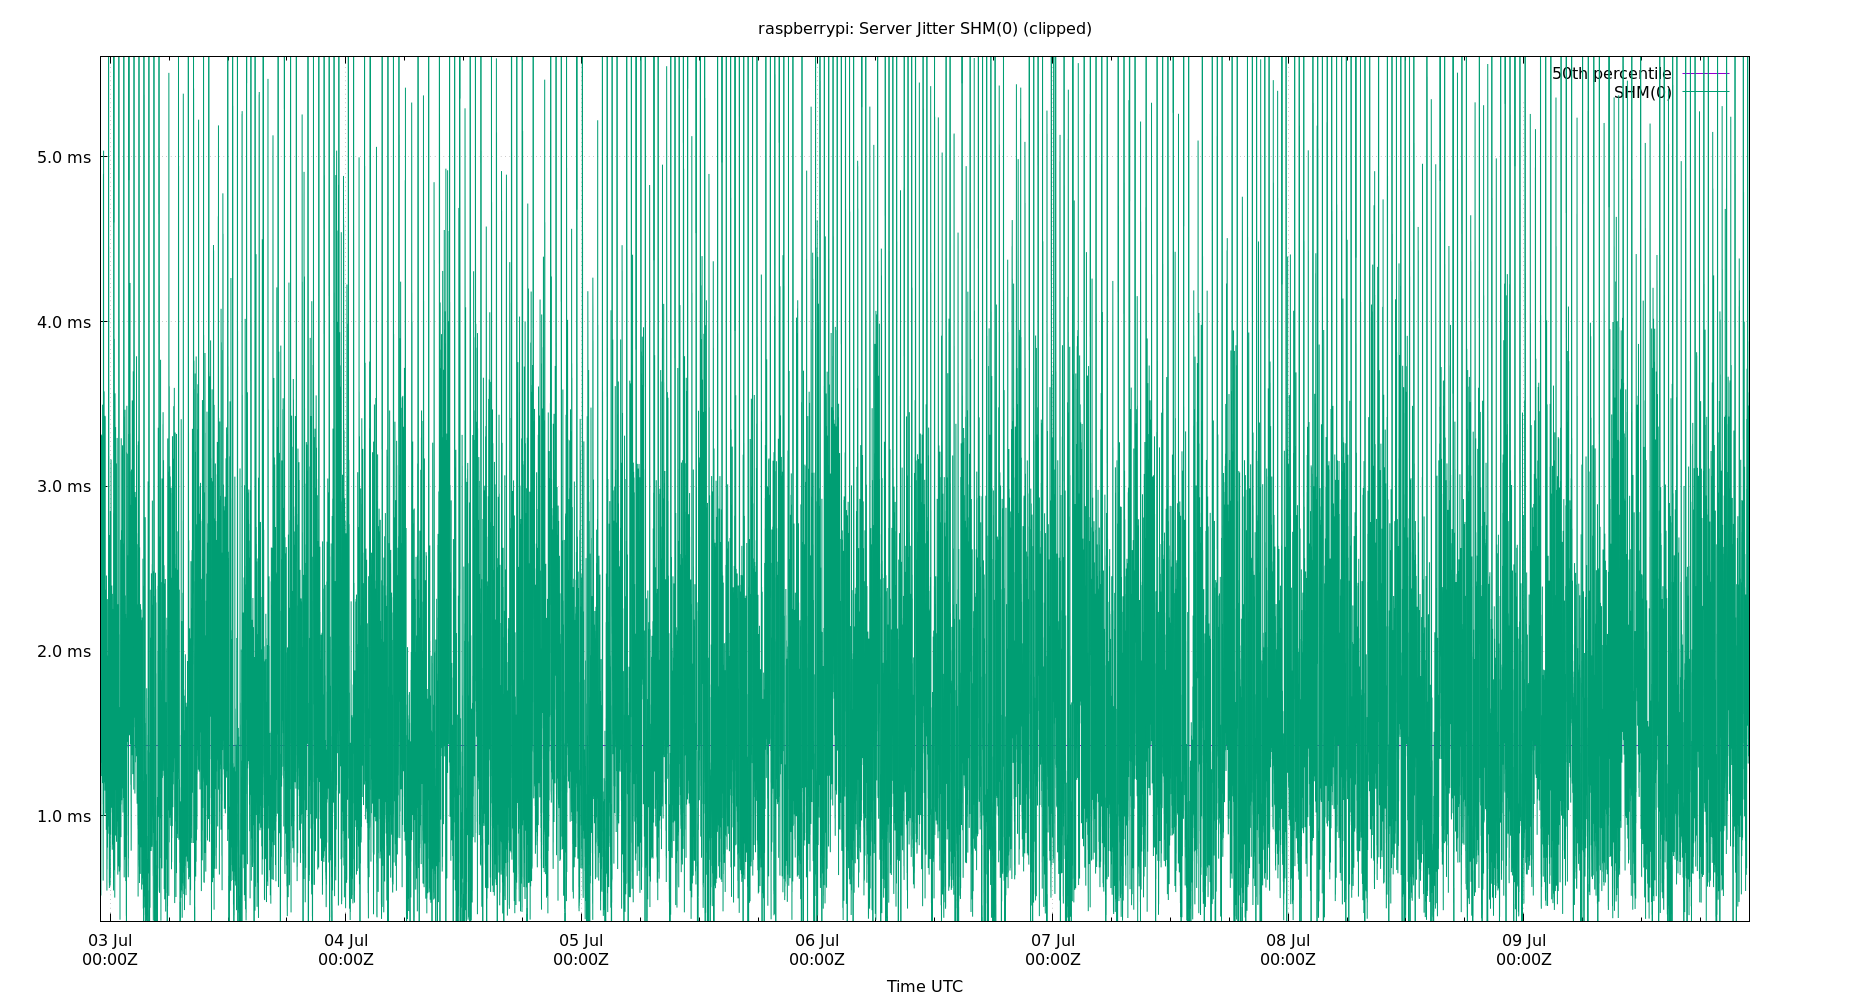 raspberrypi: Server Jitter SHM(0) (clipped)
50th percentile
SHM(0)
5.0 ms
4.0 ms
3.0 ms
2.0 ms
1.0 ms
03 Jul 04 Jul 05 Jul 06 Jul 07 Jul 08 Jul 09 Jul
00:00Z 00:00Z 00:00Z 00:00Z 00:00Z 00:00Z 00:00Z
Time UTC